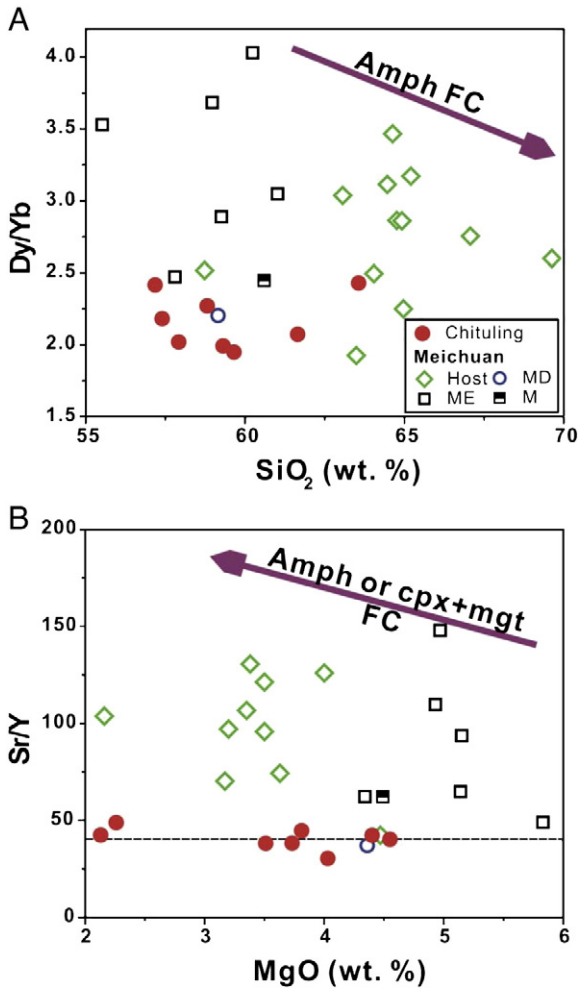 A
4.0
3.5
3.0
2.5
2.0
1.5
Dy/Yb
Amph FC
Chituling
Meichuan
Host MD
ME M
55 60 65 70
SiO2 (wt. %)
B
200
150
100
50
0
Sr/Y
Amph or cpx+mgt
FC
2 3 4 5 6
MgO (wt. %)